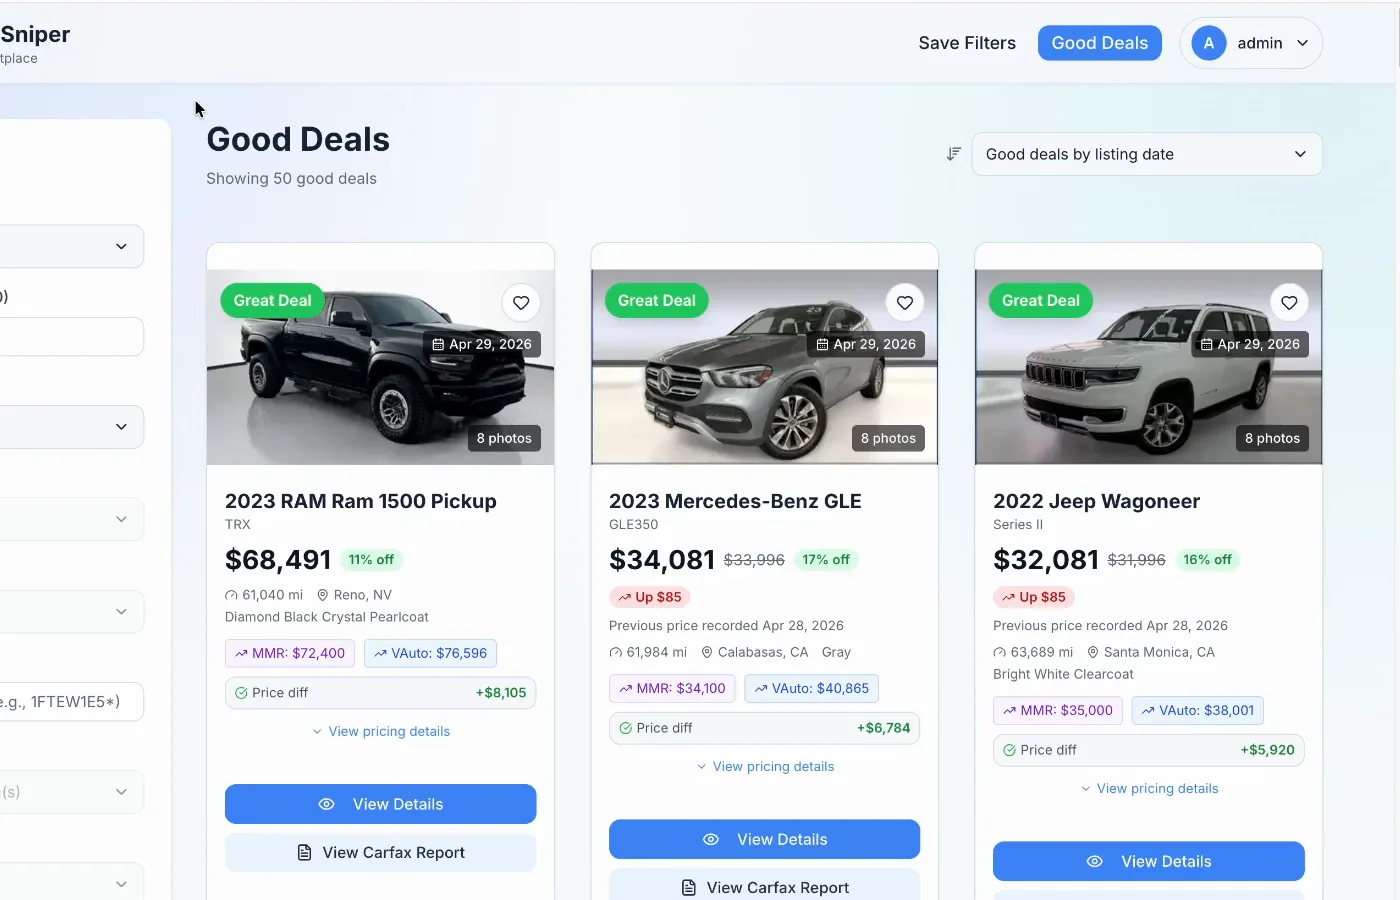 Sniper
tplace
Save Filters
Good Deals
A
admin
Good Deals
Showing 50 good deals
Good deals by listing date
)
e.g., 1FTEW1E5*)
(s)
Great Deal
Apr 29, 2026
8 photos
2023 RAM Ram 1500 Pickup
TRX
$68,491 11% off
61,040 mi Reno, NV
Diamond Black Crystal Pearlcoat
MMR: $72,400 VAuto: $76,596
Price diff +$8,105
View pricing details
View Details
View Carfax Report
Great Deal
Apr 29, 2026
8 photos
2023 Mercedes-Benz GLE
GLE350
$34,081 $33,996 17% off
Up $85
Previous price recorded Apr 28, 2026
61,984 mi Calabasas, CA Gray
MMR: $34,100 VAuto: $40,865
Price diff +$6,784
View pricing details
View Details
View Carfax Report
Great Deal
Apr 29, 2026
8 photos
2022 Jeep Wagoneer
Series II
$32,081 $31,996 16% off
Up $85
Previous price recorded Apr 28, 2026
63,689 mi Santa Monica, CA
Bright White Clearcoat
MMR: $35,000 VAuto: $38,001
Price diff +$5,920
View pricing details
View Details